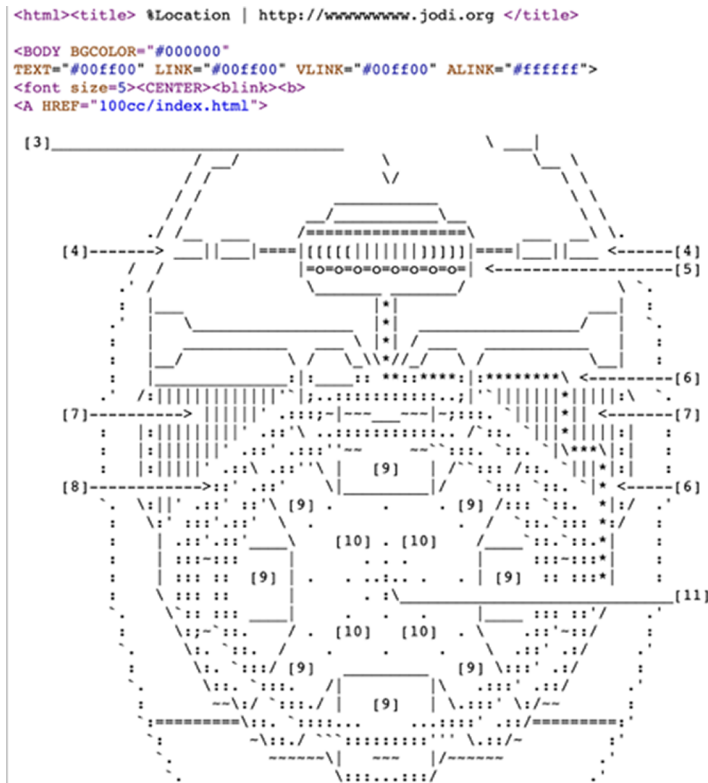 <html><title> %Location | http://wwwwwwwww.jodi.org </title>
<BODY BGCOLOR="#000000"
TEXT="#00ff00" LINK="#00ff00" VLINK="#00ff00" ALINK="#ffffff">
<font size=5><CENTER><blink><b>
<A HREF="100cc/index.html">
[3]
[4] [4]
[5]
[6]
[7] [7]
[9]
[8] [6]
[9] [9]
[10] [10]
[9] [9]
[11]
[10] [10]
[9] [9]
[9]